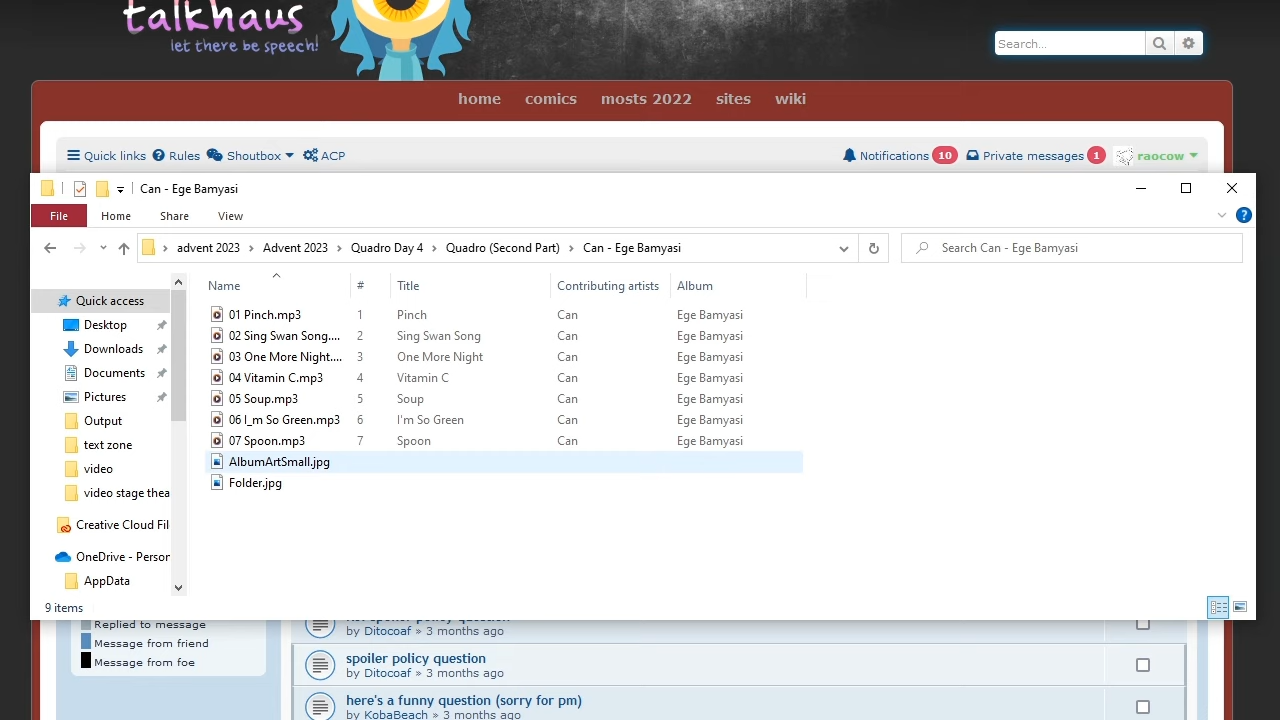 talkhaus
let there be speech!
Search...
home comics mosts 2022 sites wiki
Quick links Rules Shoutbox ACP Notifications 10 Private messages 1 raocow
Can - Ege Bamyasi
File Home Share View
advent 2023 > Advent 2023 > Quadro Day 4 > Quadro (Second Part) > Can - Ege Bamyasi
Search Can - Ege Bamyasi
Name # Title Contributing artists Album
01 Pinch.mp3 1 Pinch Can Ege Bamyasi
02 Sing Swan Song.... 2 Sing Swan Song Can Ege Bamyasi
03 One More Night.... 3 One More Night Can Ege Bamyasi
04 Vitamin C.mp3 4 Vitamin C Can Ege Bamyasi
05 Soup.mp3 5 Soup Can Ege Bamyasi
06 I_m So Green.mp3 6 I'm So Green Can Ege Bamyasi
07 Spoon.mp3 7 Spoon Can Ege Bamyasi
AlbumArtSmall.jpg
Folder.jpg
Quick access
Desktop
Downloads
Documents
Pictures
Output
text zone
video
video stage thea
Creative Cloud Fil
OneDrive - Person
AppData
9 items
Replied to message
Message from friend
Message from foe
spoiler policy question
by Ditocoaf » 3 months ago
spoiler policy question
by Ditocoaf » 3 months ago
here's a funny question (sorry for pm)
by KobaBeach » 3 months ago